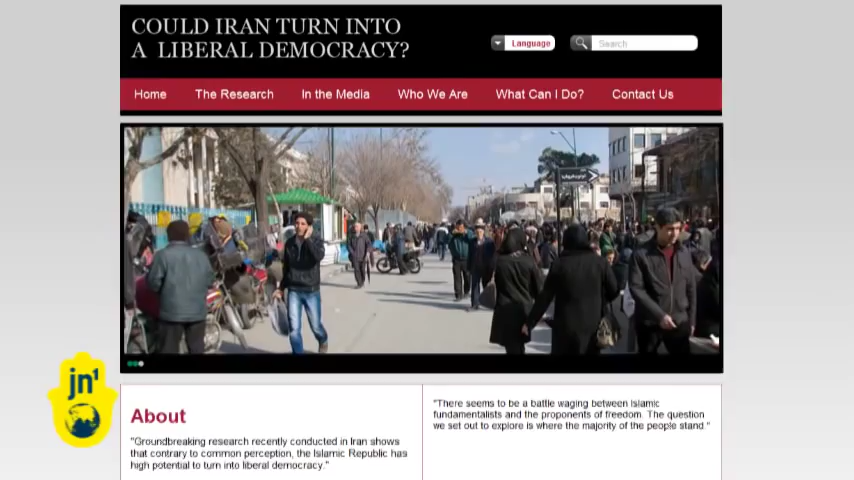 COULD IRAN TURN INTO
A LIBERAL DEMOCRACY?
Language
Search
Home
The Research
In the Media
Who We Are
What Can I Do?
Contact Us
jn1
About
"Groundbreaking research recently conducted in Iran shows
that contrary to common perception, the Islamic Republic has
high potential to turn into liberal democracy."
"There seems to be a battle waging between Islamic
fundamentalists and the proponents of freedom. The question
we set out to explore is where the majority of the people stand."